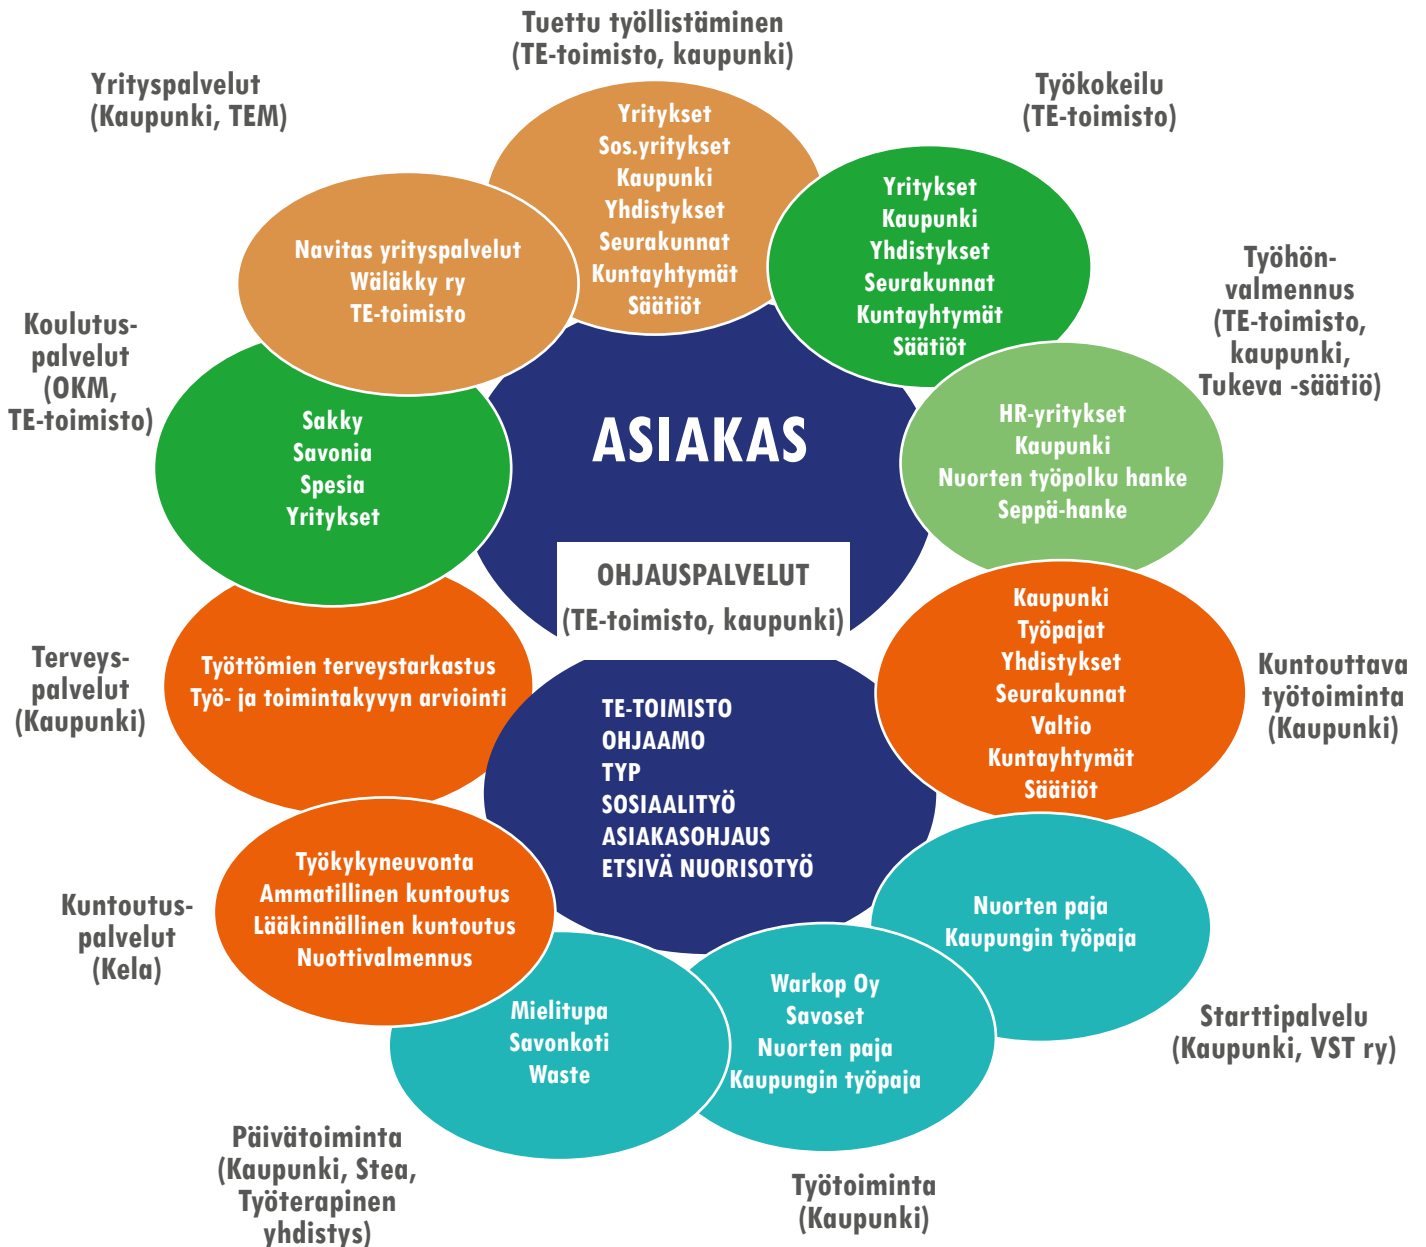 Tuettu työllistäminen
(TE-toimisto, kaupunki)
Yritykset
Sos.yritykset
Kaupunki
Yhdistykset
Seurakunnat
Kuntayhtymät
Säätiöt
Työkokeilu
(TE-toimisto)
Yritykset
Kaupunki
Yhdistykset
Seurakunnat
Kuntayhtymät
Säätiöt
Työhön-
valmennus
(TE-toimisto,
kaupunki,
Tukeva -säätiö)
HR-yritykset
Kaupunki
Nuorten työpolku hanke
Seppä-hanke
Kuntouttava
työtoiminta
(Kaupunki)
Kaupunki
Työpajat
Yhdistykset
Seurakunnat
Valtio
Kuntayhtymät
Säätiöt
Starttipalvelu
(Kaupunki, VST ry)
Nuorten paja
Kaupungin työpaja
Työtoiminta
(Kaupunki)
Warkop Oy
Savoset
Nuorten paja
Kaupungin työpaja
Päivätoiminta
(Kaupunki, Stea,
Työterapinen
yhdistys)
Mielitupa
Savonkoti
Waste
Kuntoutus-
palvelut
(Kela)
Työkykyneuvonta
Ammatillinen kuntoutus
Lääkinnällinen kuntoutus
Nuottivalmennus
Terveys-
palvelut
(Kaupunki)
Työttömien terveystarkastus
Työ- ja toimintakyvyn arviointi
Koulutus-
palvelut
(OKM,
TE-toimisto)
Sakky
Savonia
Spesia
Yritykset
Yrityspalvelut
(Kaupunki, TEM)
Navitas yrityspalvelut
Wäläkky ry
TE-toimisto
ASIAKAS
OHJAUSPALVELUT
(TE-toimisto, kaupunki)
TE-TOIMISTO
OHJAAMO
TYP
SOSIAALITYÖ
ASIAKASOHJAUS
ETSIVÄ NUORISOTYÖ